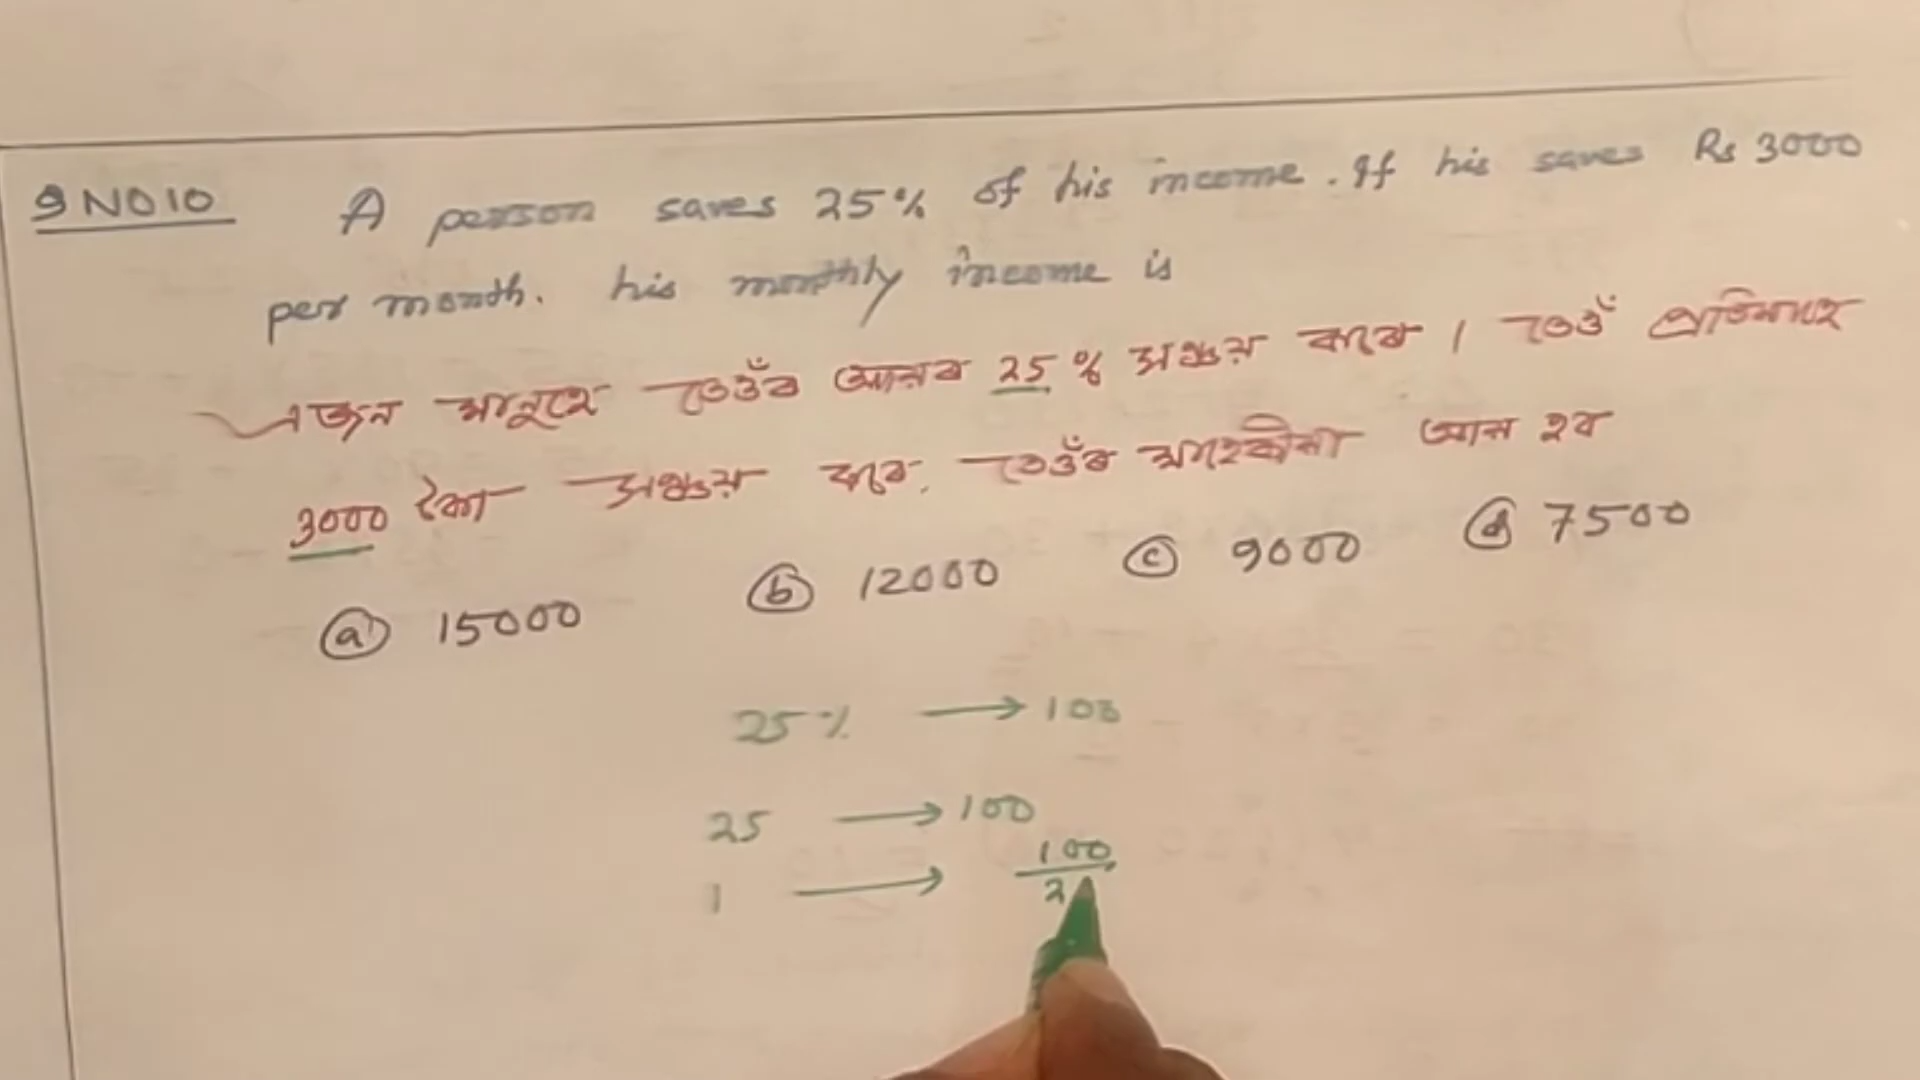 Q NO 10 A person saves 25% of his income. If his saves Rs 3000
per month. his monthly income is
এজন মানুহে তেওঁৰ আয়ৰ 25 % সঞ্চয় কৰে। তেওঁ প্ৰতিমাহে
3000 টকা সঞ্চয় কৰে. তেওঁৰ মাহেকীয়া আয় হব
ⓐ 15000 ⓑ 12000 ⓒ 9000 ⓓ 7500
25% → 100
25 → 100
1 → 100/2